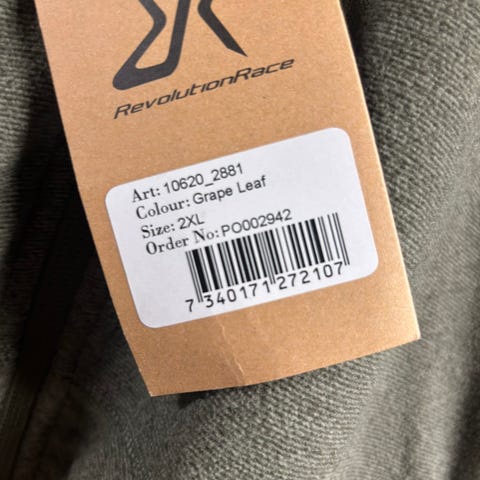 RevolutionRace
Art: 10620_2881
Colour: Grape Leaf
Size: 2XL
Order No: PO002942
7 340171 272107